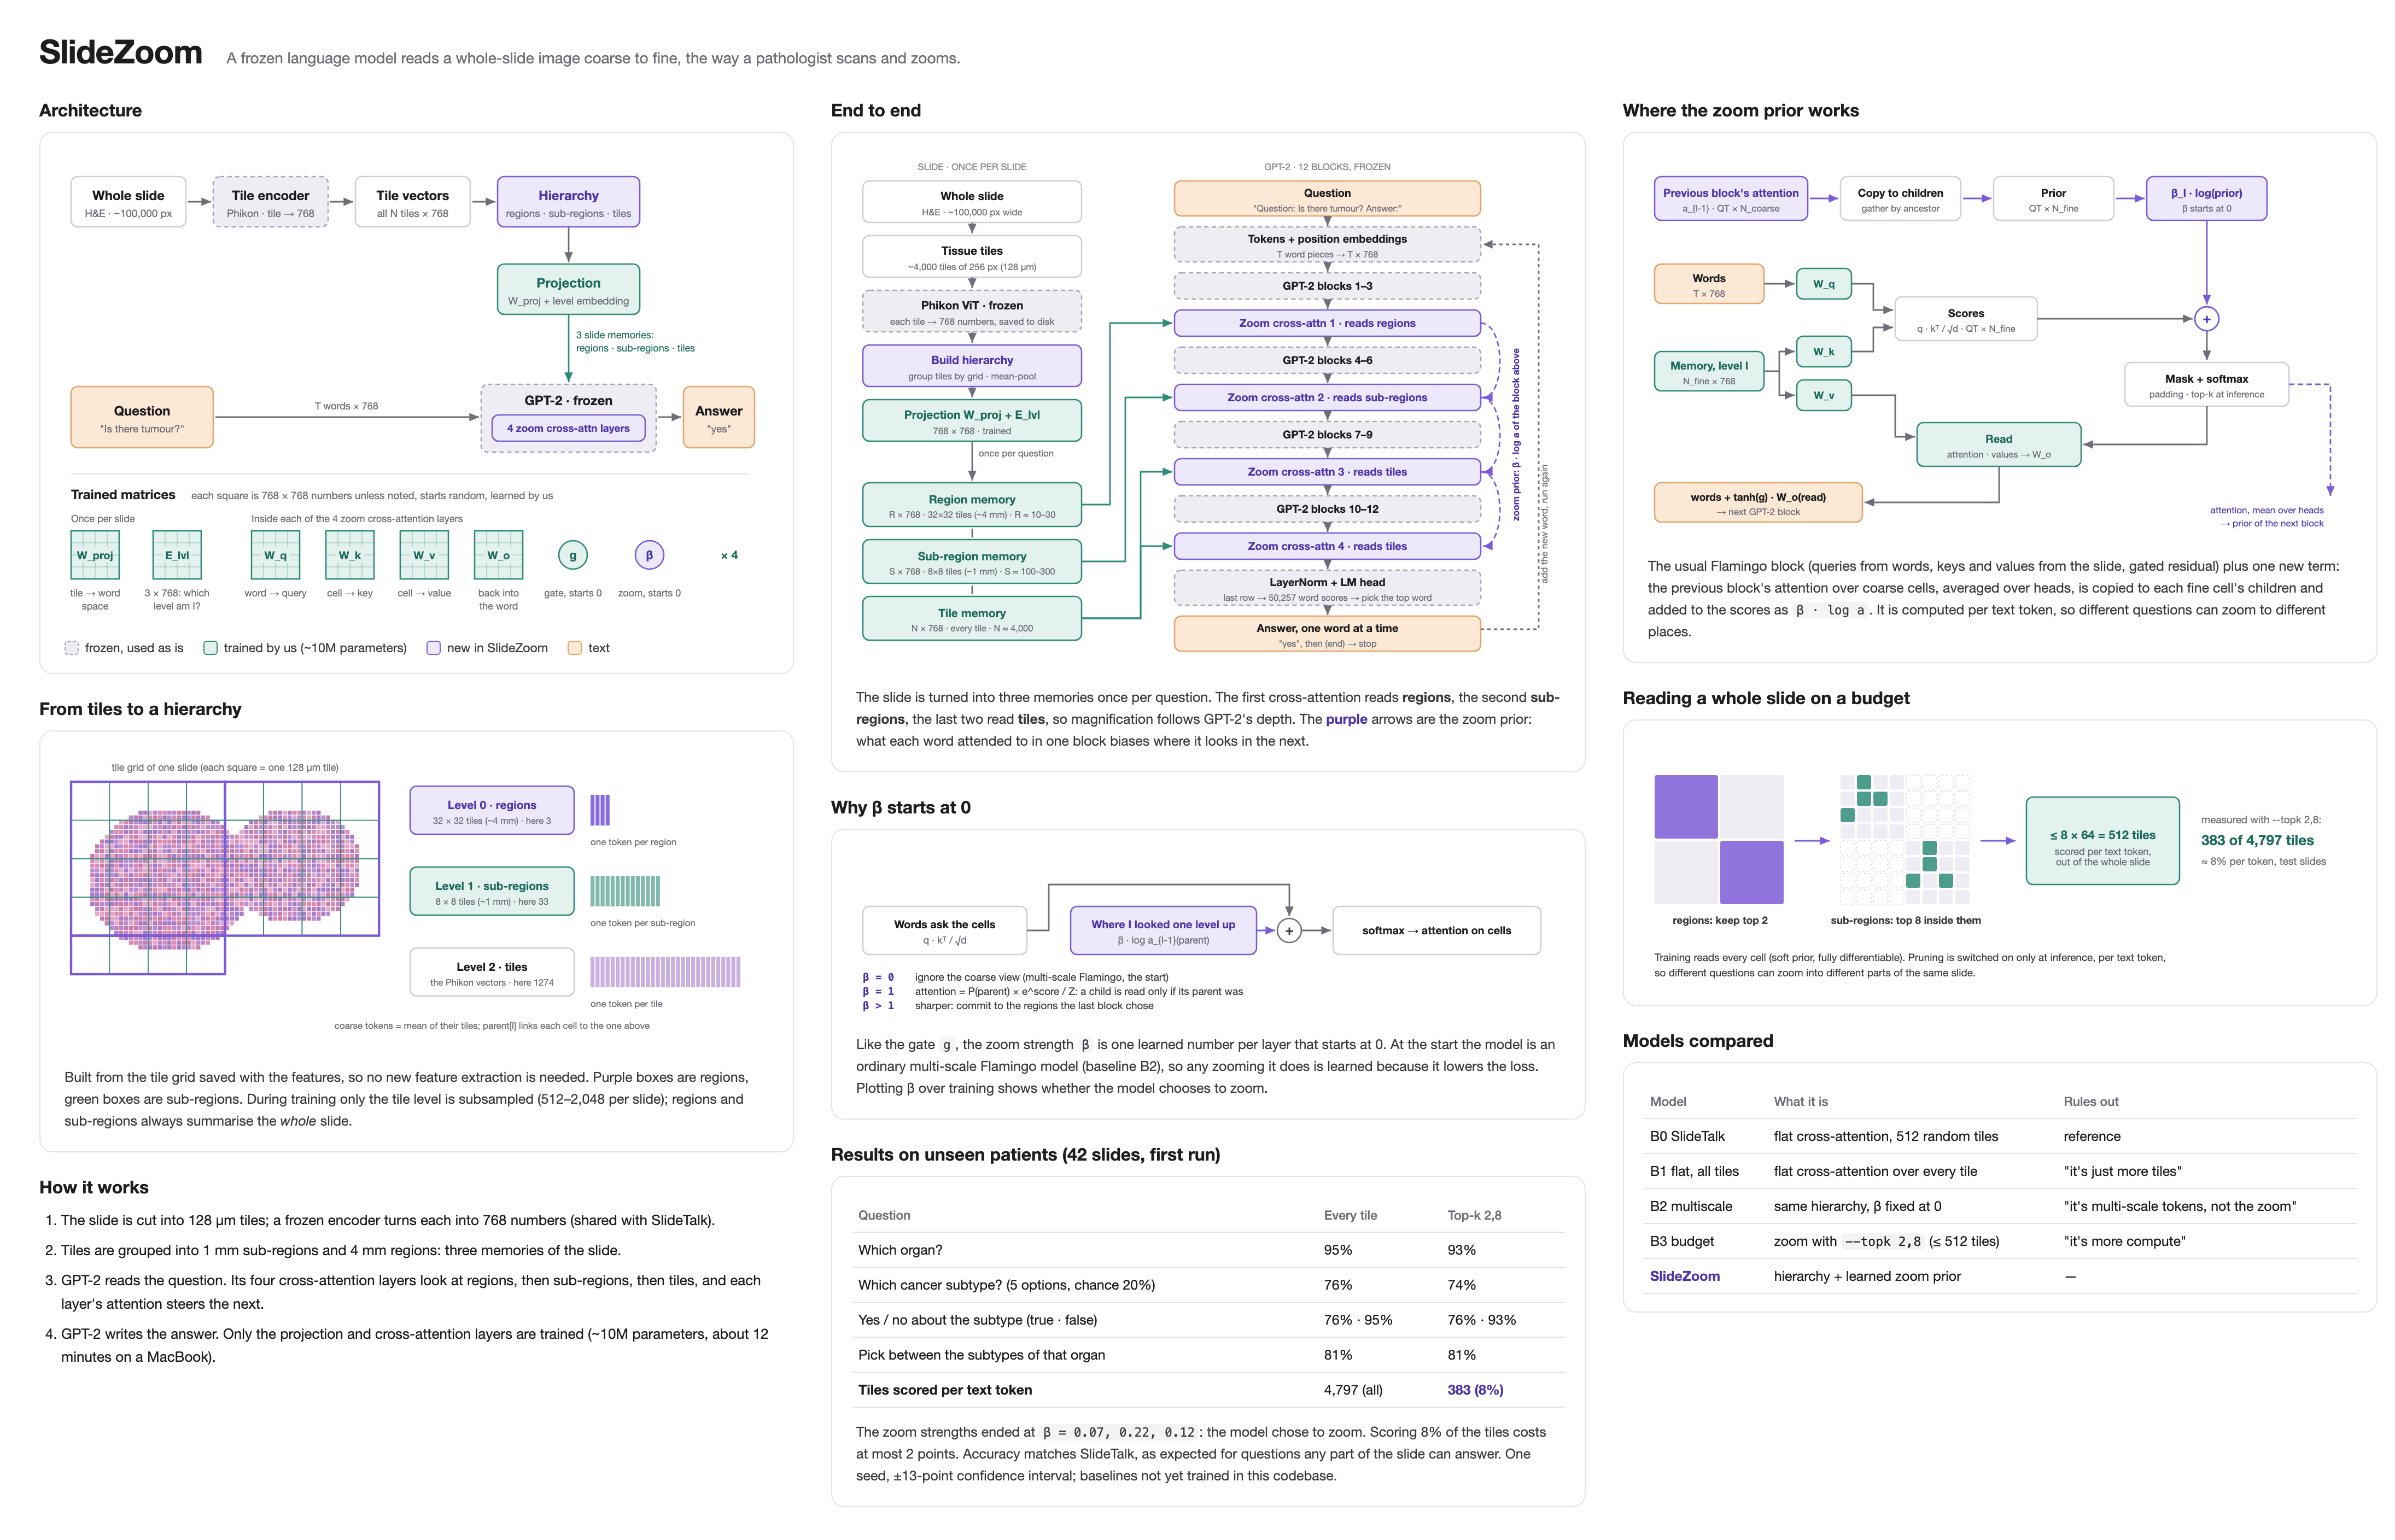 SlideZoom
A frozen language model reads a whole-slide image coarse to fine, the way a pathologist scans and zooms.
Architecture
Whole slide
H&E · ~100,000 px
Tile encoder
Phikon · tile → 768
Tile vectors
all N tiles × 768
Hierarchy
regions · sub-regions · tiles
Projection
W_proj + level embedding
3 slide memories:
regions · sub-regions · tiles
Question
"Is there tumour?"
T words × 768
GPT-2 · frozen
4 zoom cross-attn layers
Answer
"yes"
Trained matrices each square is 768 × 768 numbers unless noted, starts random, learned by us
Once per slide
Inside each of the 4 zoom cross-attention layers
W_proj
E_lvl
W_q
W_k
W_v
W_o
g
β
× 4
tile → word
space
3 × 768: which
level am I?
word → query
cell → key
cell → value
back into
the word
gate, starts 0
zoom, starts 0
frozen, used as is
trained by us (~10M parameters)
new in SlideZoom
text
From tiles to a hierarchy
tile grid of one slide (each square = one 128 µm tile)
Level 0 · regions
32 × 32 tiles (~4 mm) · here 3
one token per region
Level 1 · sub-regions
8 × 8 tiles (~1 mm) · here 33
one token per sub-region
Level 2 · tiles
the Phikon vectors · here 1274
one token per tile
coarse tokens = mean of their tiles; parent[l] links each cell to the one above
Built from the tile grid saved with the features, so no new feature extraction is needed. Purple boxes are regions,
green boxes are sub-regions. During training only the tile level is subsampled (512–2,048 per slide); regions and
sub-regions always summarise the whole slide.
How it works
1. The slide is cut into 128 µm tiles; a frozen encoder turns each into 768 numbers (shared with SlideTalk).
2. Tiles are grouped into 1 mm sub-regions and 4 mm regions: three memories of the slide.
3. GPT-2 reads the question. Its four cross-attention layers look at regions, then sub-regions, then tiles, and each
layer's attention steers the next.
4. GPT-2 writes the answer. Only the projection and cross-attention layers are trained (~10M parameters, about 12
minutes on a MacBook).
End to end
SLIDE · ONCE PER SLIDE
Whole slide
H&E · ~100,000 px wide
Tissue tiles
~4,000 tiles of 256 px (128 µm)
Phikon ViT · frozen
each tile → 768 numbers, saved to disk
Build hierarchy
group tiles by grid · mean-pool
Projection W_proj + E_lvl
768 × 768 · trained
once per question
Region memory
R × 768 · 32×32 tiles (~4 mm) · R ≈ 10–30
Sub-region memory
S × 768 · 8×8 tiles (~1 mm) · S ≈ 100–300
Tile memory
N × 768 · every tile · N ≈ 4,000
GPT-2 · 12 BLOCKS, FROZEN
Question
"Question: Is there tumour? Answer:"
Tokens + position embeddings
T word pieces → T × 768
GPT-2 blocks 1–3
Zoom cross-attn 1 · reads regions
GPT-2 blocks 4–6
Zoom cross-attn 2 · reads sub-regions
GPT-2 blocks 7–9
Zoom cross-attn 3 · reads tiles
GPT-2 blocks 10–12
Zoom cross-attn 4 · reads tiles
LayerNorm + LM head
last row → 50,257 word scores → pick the top word
Answer, one word at a time
"yes", then (end) → stop
zoom prior: β · log a of the block above
add the new word, run again
The slide is turned into three memories once per question. The first cross-attention reads regions, the second sub-
regions, the last two read tiles, so magnification follows GPT-2's depth. The purple arrows are the zoom prior:
what each word attended to in one block biases where it looks in the next.
Why β starts at 0
Words ask the cells
q · kᵀ / √d
Where I looked one level up
β · log a_{l-1}(parent)
+
softmax → attention on cells
β = 0 ignore the coarse view (multi-scale Flamingo, the start)
β = 1 attention = P(parent) × e^score / Z: a child is read only if its parent was
β > 1 sharper: commit to the regions the last block chose
Like the gate g, the zoom strength β is one learned number per layer that starts at 0. At the start the model is an
ordinary multi-scale Flamingo model (baseline B2), so any zooming it does is learned because it lowers the loss.
Plotting β over training shows whether the model chooses to zoom.
Results on unseen patients (42 slides, first run)
Question Every tile Top-k 2,8
Which organ? 95% 93%
Which cancer subtype? (5 options, chance 20%) 76% 74%
Yes / no about the subtype (true · false) 76% · 95% 76% · 93%
Pick between the subtypes of that organ 81% 81%
Tiles scored per text token 4,797 (all) 383 (8%)
The zoom strengths ended at β = 0.07, 0.22, 0.12: the model chose to zoom. Scoring 8% of the tiles costs
at most 2 points. Accuracy matches SlideTalk, as expected for questions any part of the slide can answer. One
seed, ±13-point confidence interval; baselines not yet trained in this codebase.
Where the zoom prior works
Previous block's attention
a_{l-1} · QT × N_coarse
Copy to children
gather by ancestor
Prior
QT × N_fine
β_l · log(prior)
β starts at 0
Words
T × 768
W_q
Memory, level l
N_fine × 768
W_k
W_v
Scores
q · kᵀ / √d · QT × N_fine
+
Mask + softmax
padding · top-k at inference
Read
attention · values → W_o
words + tanh(g) · W_o(read)
→ next GPT-2 block
attention, mean over heads
→ prior of the next block
The usual Flamingo block (queries from words, keys and values from the slide, gated residual) plus one new term:
the previous block's attention over coarse cells, averaged over heads, is copied to each fine cell's children and
added to the scores as β · log a. It is computed per text token, so different questions can zoom to different
places.
Reading a whole slide on a budget
regions: keep top 2
sub-regions: top 8 inside them
≤ 8 × 64 = 512 tiles
scored per text token,
out of the whole slide
measured with --topk 2,8:
383 of 4,797 tiles
≈ 8% per token, test slides
Training reads every cell (soft prior, fully differentiable). Pruning is switched on only at inference, per text token,
so different questions can zoom into different parts of the same slide.
Models compared
Model What it is Rules out
B0 SlideTalk flat cross-attention, 512 random tiles reference
B1 flat, all tiles flat cross-attention over every tile "it's just more tiles"
B2 multiscale same hierarchy, β fixed at 0 "it's multi-scale tokens, not the zoom"
B3 budget zoom with --topk 2,8 (≤ 512 tiles) "it's more compute"
SlideZoom hierarchy + learned zoom prior —